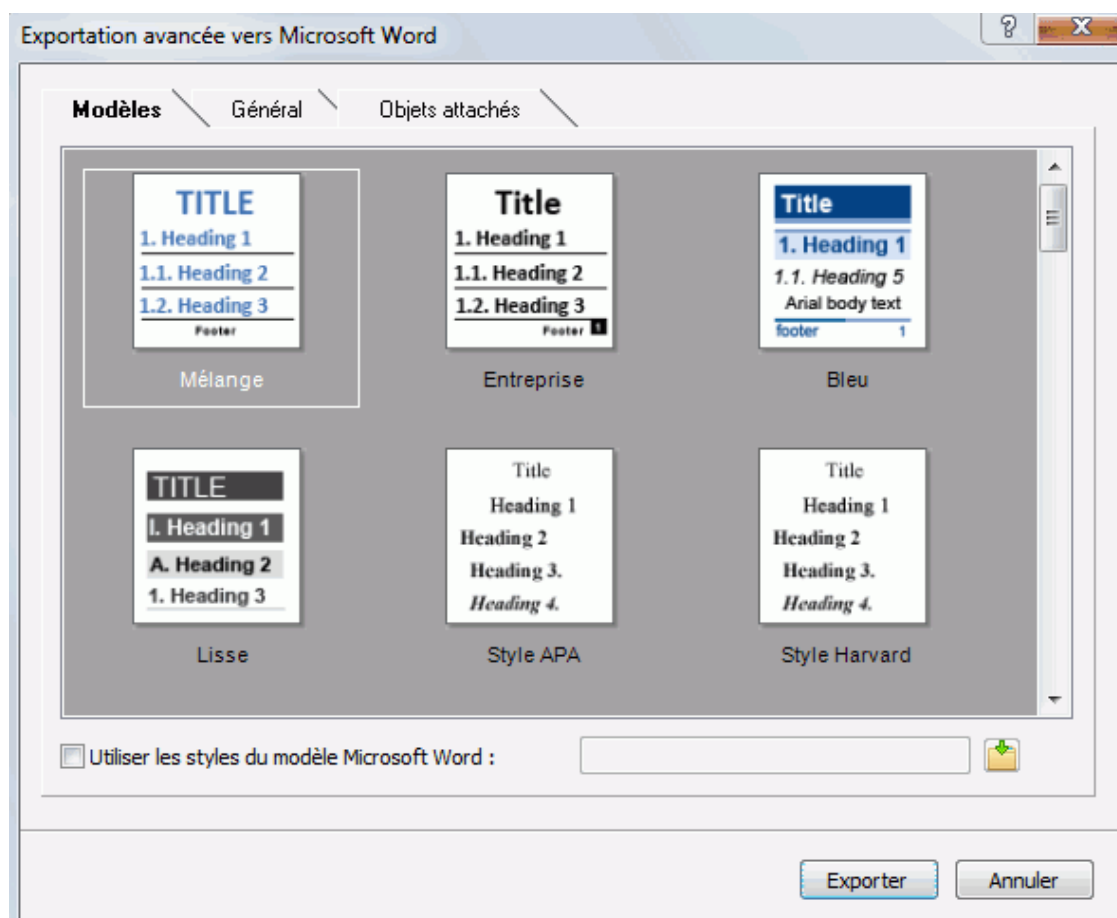 Exportation avancée vers Microsoft Word
? X
Modèles Général Objets attachés
TITLE
1. Heading 1
1.1. Heading 2
1.2. Heading 3
Footer
Mélange
Title
1. Heading 1
1.1. Heading 2
1.2. Heading 3
Footer 1
Entreprise
Title
1. Heading 1
1.1. Heading 5
Arial body text
footer 1
Bleu
TITLE
I. Heading 1
A. Heading 2
1. Heading 3
Lisse
Title
Heading 1
Heading 2
Heading 3.
Heading 4.
Style APA
Title
Heading 1
Heading 2
Heading 3.
Heading 4.
Style Harvard
Utiliser les styles du modèle Microsoft Word :
Exporter Annuler